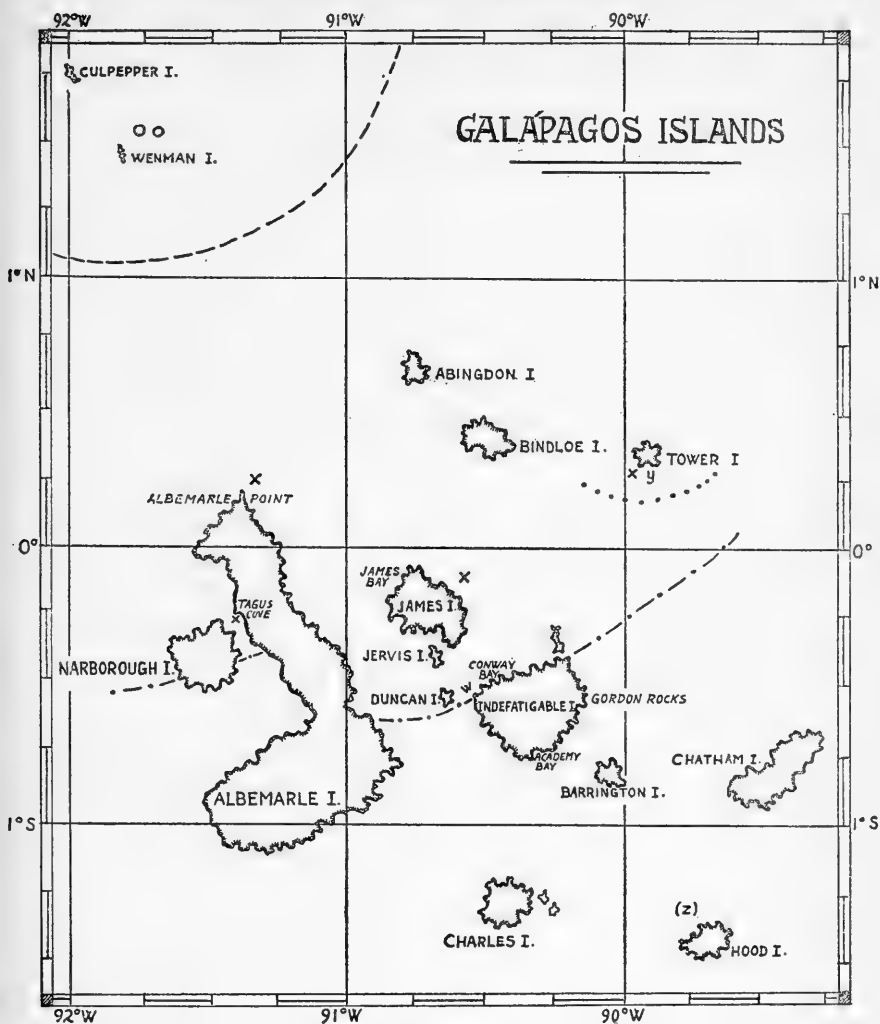 92°W
91°W
90°W
CULPEPPER I.
WENMAN I.
GALÁPAGOS ISLANDS
1°N
1°N
ABINGDON I
BINDLOE I.
TOWER I
x y
x
ALBEMARLE POINT
0°
0°
JAMES
BAY
x
JAMES I.
TAGUS
COVE
x
JERVIS I.
NARBOROUGH I.
CONWAY
BAY
W
DUNCAN I.
INDEFATIGABLE I.
GORDON ROCKS
ACADEMY
BAY
CHATHAM I.
BARRINGTON I.
ALBEMARLE I.
1°S
1°S
(z)
CHARLES I.
HOOD I.
92°W
91°W
90°W